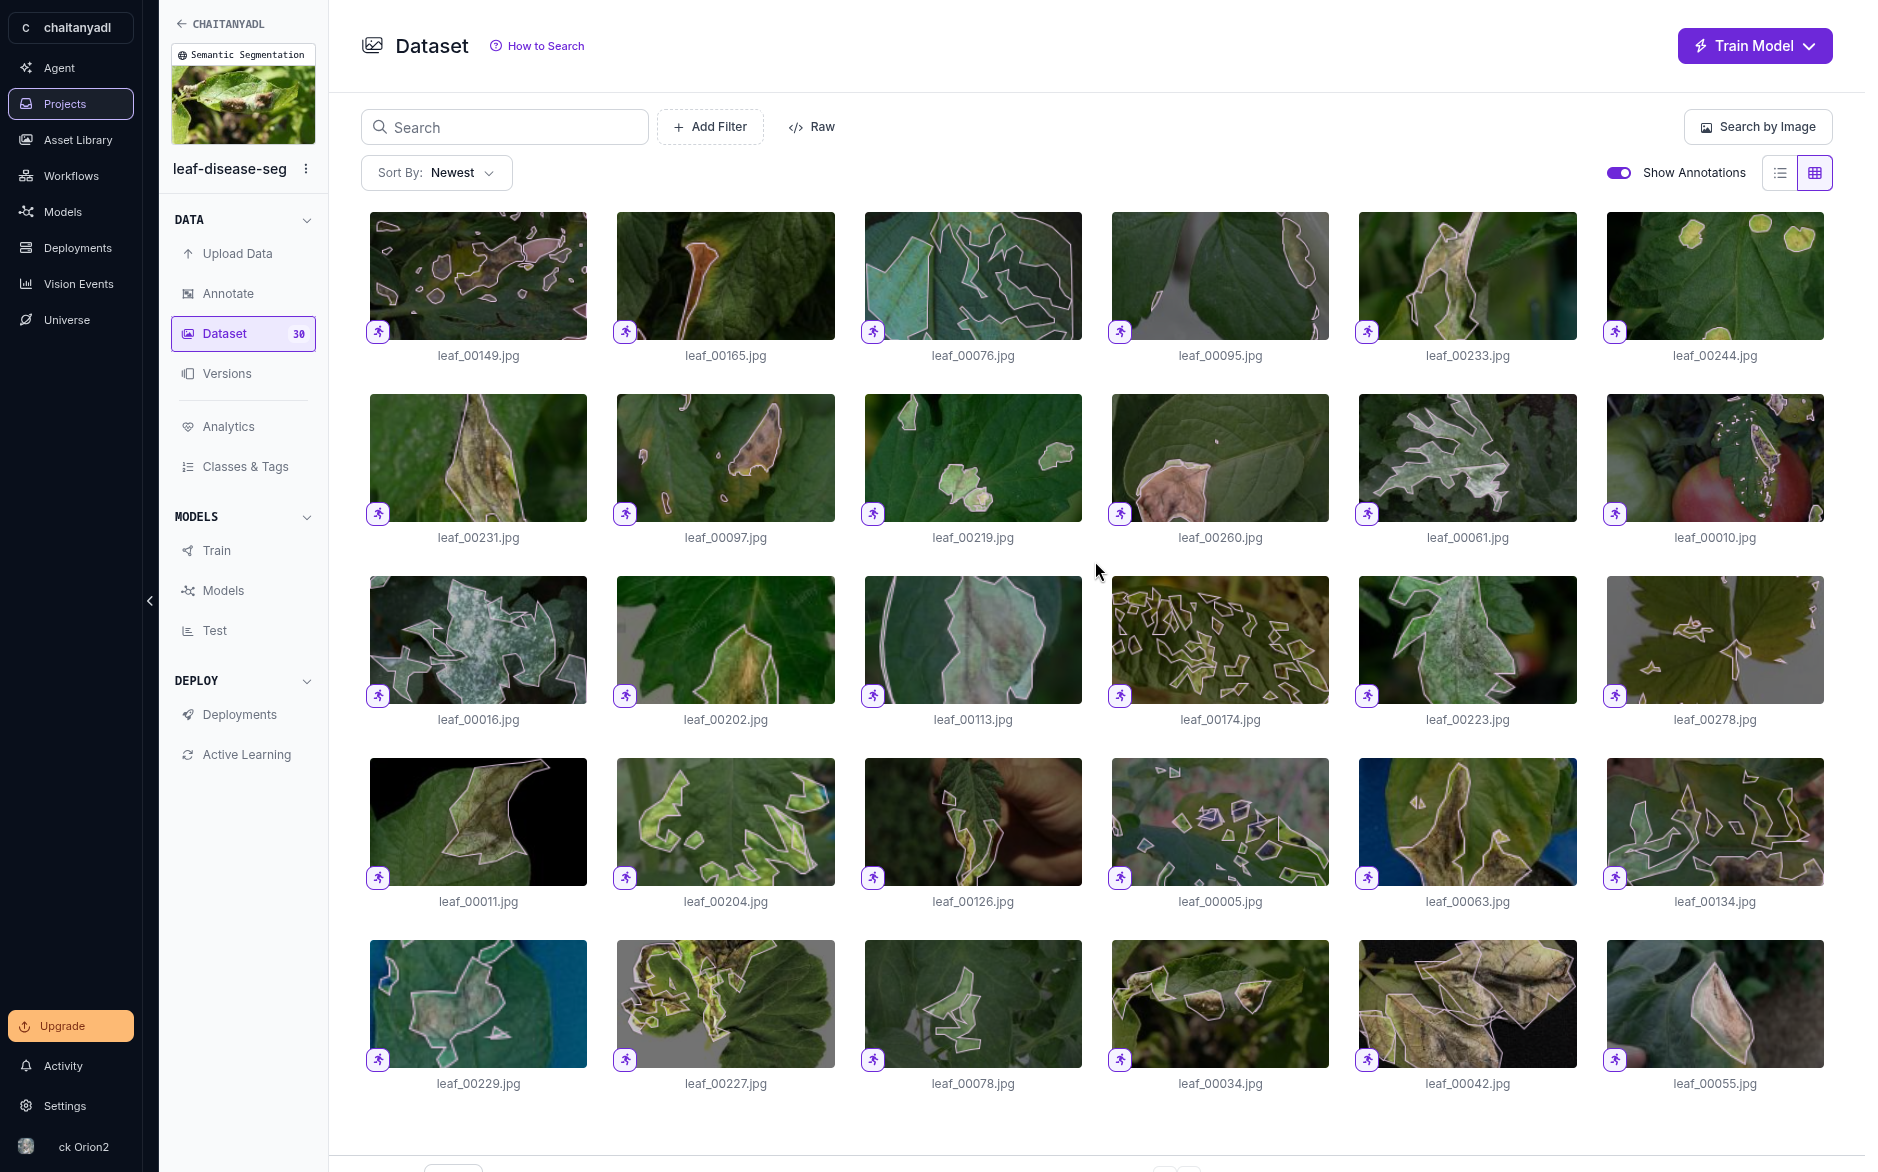 C chaitanyadl
Agent
Projects
Asset Library
Workflows
Models
Deployments
Vision Events
Universe
Upgrade
Activity
Settings
ck Orion2
CHAITANYADL
Semantic Segmentation
leaf-disease-seg
DATA
Upload Data
Annotate
Dataset 30
Versions
Analytics
Classes & Tags
MODELS
Train
Models
Test
DEPLOY
Deployments
Active Learning
Dataset How to Search
Train Model
Search
Add Filter
</> Raw
Search by Image
Sort By: Newest
Show Annotations
leaf_00149.jpg leaf_00165.jpg leaf_00076.jpg leaf_00095.jpg leaf_00233.jpg leaf_00244.jpg
leaf_00231.jpg leaf_00097.jpg leaf_00219.jpg leaf_00260.jpg leaf_00061.jpg leaf_00010.jpg
leaf_00016.jpg leaf_00202.jpg leaf_00113.jpg leaf_00174.jpg leaf_00223.jpg leaf_00278.jpg
leaf_00011.jpg leaf_00204.jpg leaf_00126.jpg leaf_00005.jpg leaf_00063.jpg leaf_00134.jpg
leaf_00229.jpg leaf_00227.jpg leaf_00078.jpg leaf_00034.jpg leaf_00042.jpg leaf_00055.jpg